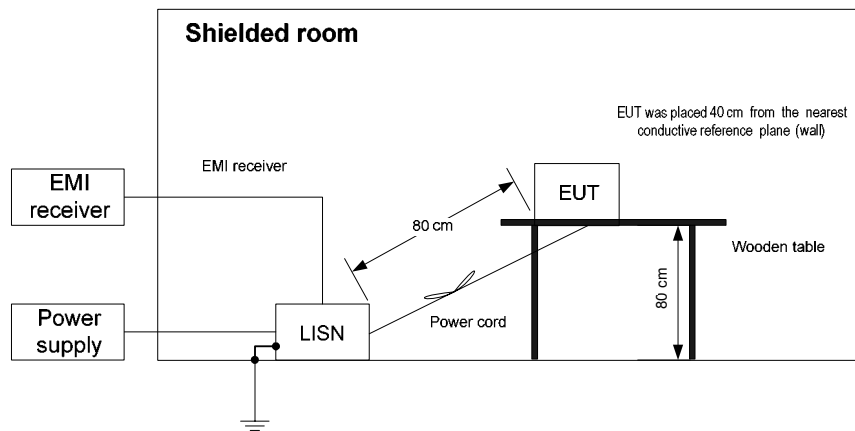 Shielded room
EUT was placed 40 cm from the nearest
conductive reference plane (wall)
EMI receiver
EMI
receiver
EUT
80 cm
Wooden table
80 cm
Power
supply
LISN
Power cord